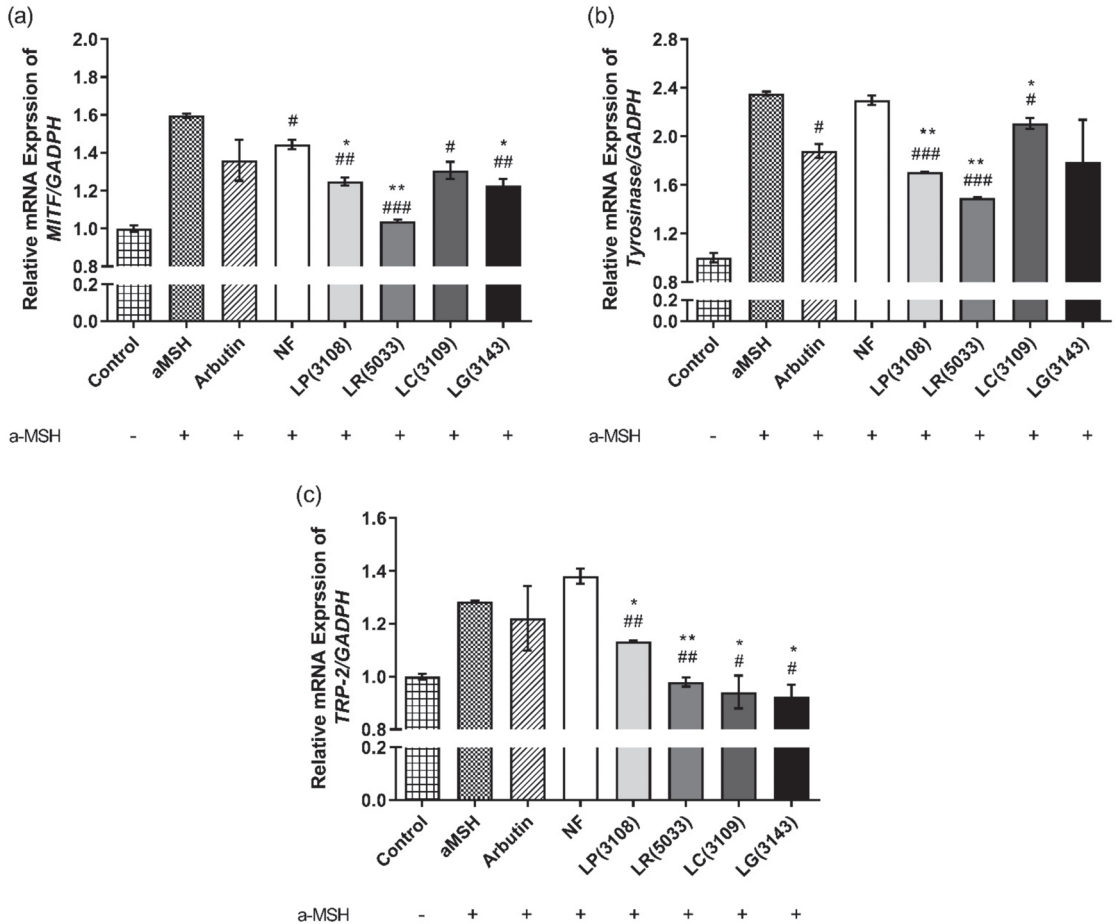 (a)
Relative mRNA Exprssion of
MITF/GADPH
2.0
1.8
1.6
1.4
1.2
1.0
0.8
0.2
0.0
#
*
##
**
###
#
*
##
Control
aMSH
Arbutin
NF
LP(3108)
LR(5033)
LC(3109)
LG(3143)
a-MSH - + + + + + + +
(b)
Relative mRNA Exprssion of
Tyrosinase/GADPH
2.8
2.4
2.0
1.6
1.2
0.8
0.2
0.0
#
**
###
**
###
*
#
Control
aMSH
Arbutin
NF
LP(3108)
LR(5033)
LC(3109)
LG(3143)
a-MSH - + + + + + + +
(c)
Relative mRNA Exprssion of
TRP-2/GADPH
1.6
1.4
1.2
1.0
0.8
0.2
0.0
*
##
**
##
*
#
*
#
Control
aMSH
Arbutin
NF
LP(3108)
LR(5033)
LC(3109)
LG(3143)
a-MSH - + + + + + + +